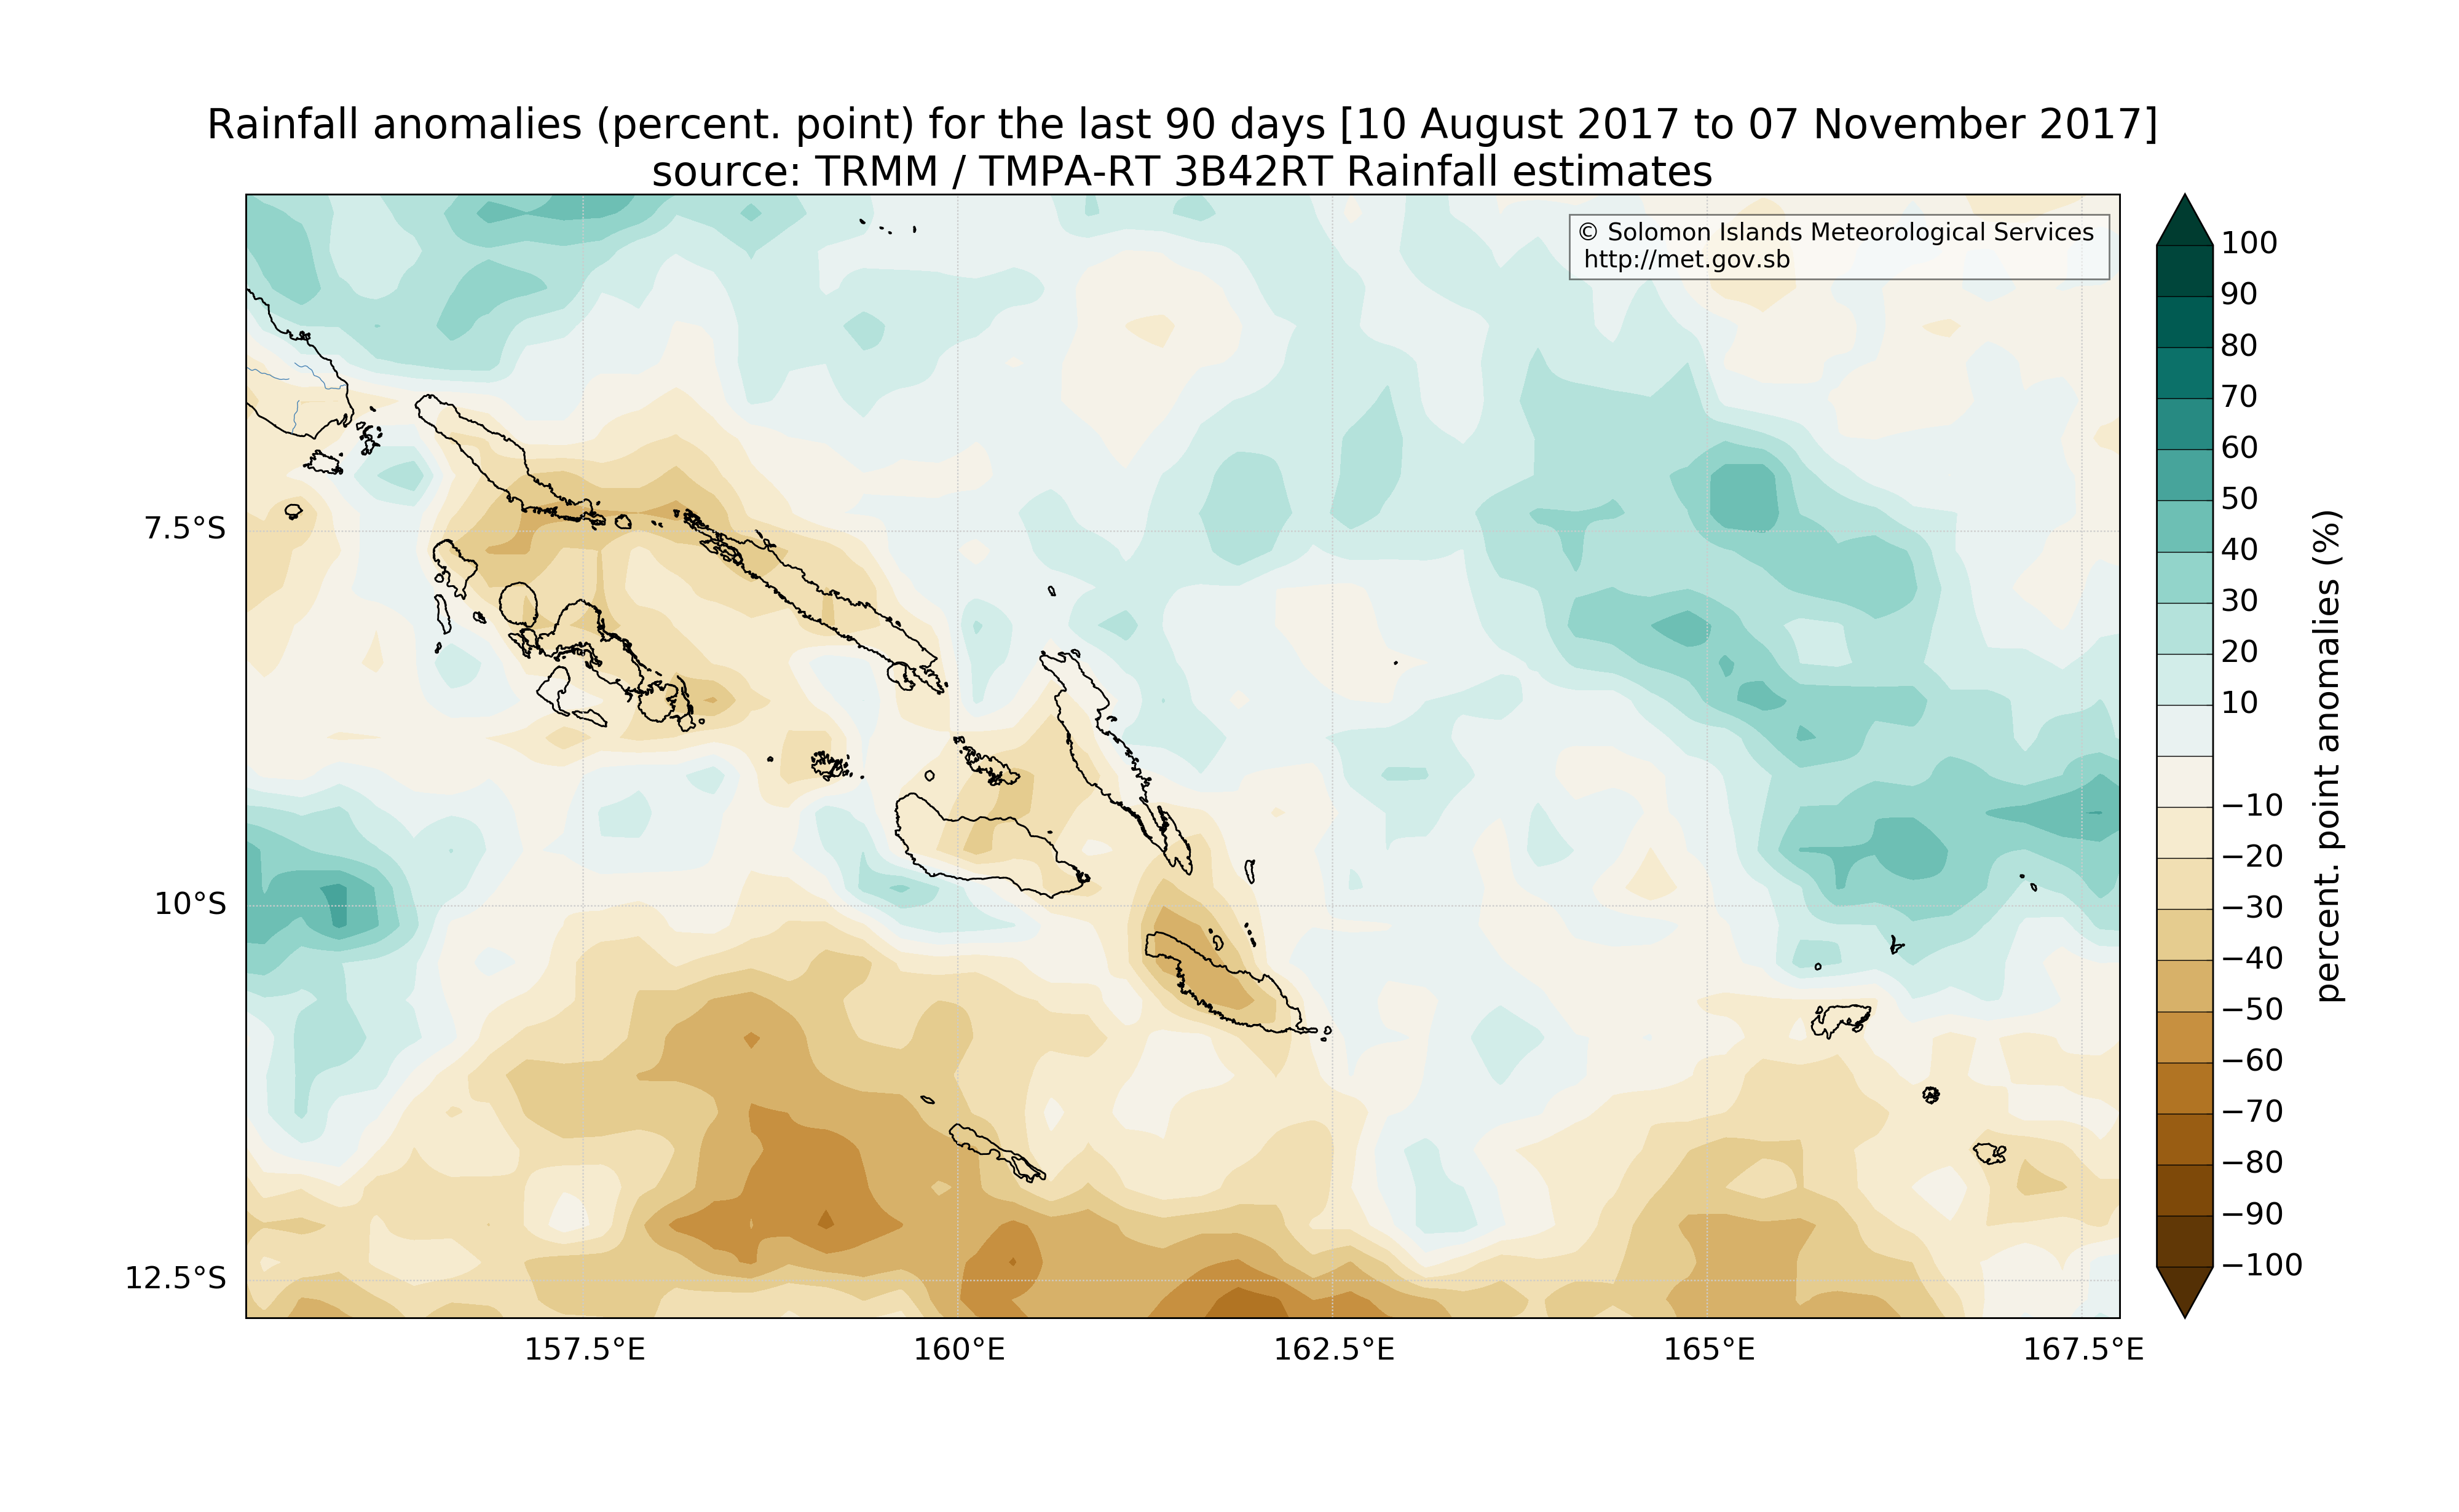 Rainfall anomalies (percent. point) for the last 90 days [10 August 2017 to 07 November 2017]
source: TRMM / TMPA-RT 3B42RT Rainfall estimates
© Solomon Islands Meteorological Services
http://met.gov.sb
7.5°S
10°S
12.5°S
157.5°E
160°E
162.5°E
165°E
167.5°E
100
90
80
70
60
50
40
30
20
10
−10
−20
−30
−40
−50
−60
−70
−80
−90
−100
percent. point anomalies (%)